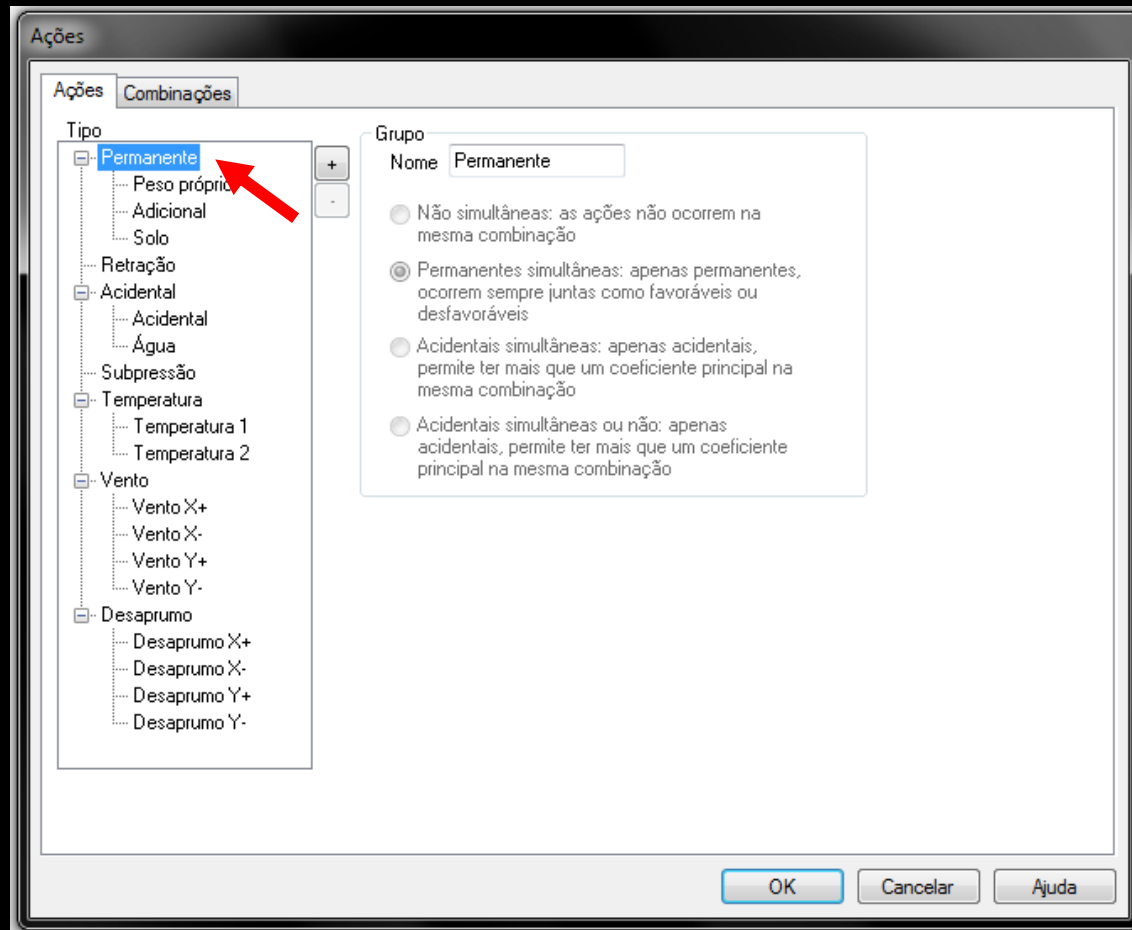 Ações
Ações
Combinações
Tipo
Permanente
Peso próprio
Adicional
Solo
Retração
Acidental
Acidental
Água
Subpressão
Temperatura
Temperatura 1
Temperatura 2
Vento
Vento X+
Vento X-
Vento Y+
Vento Y-
Desaprumo
Desaprumo X+
Desaprumo X-
Desaprumo Y+
Desaprumo Y-
+
-
Grupo
Nome Permanente
Não simultâneas: as ações não ocorrem na
mesma combinação
Permanentes simultâneas: apenas permanentes,
ocorrem sempre juntas como favoráveis ou
desfavoráveis
Acidentais simultâneas: apenas acidentais,
permite ter mais que um coeficiente principal na
mesma combinação
Acidentais simultâneas ou não: apenas
acidentais, permite ter mais que um coeficiente
principal na mesma combinação
OK
Cancelar
Ajuda